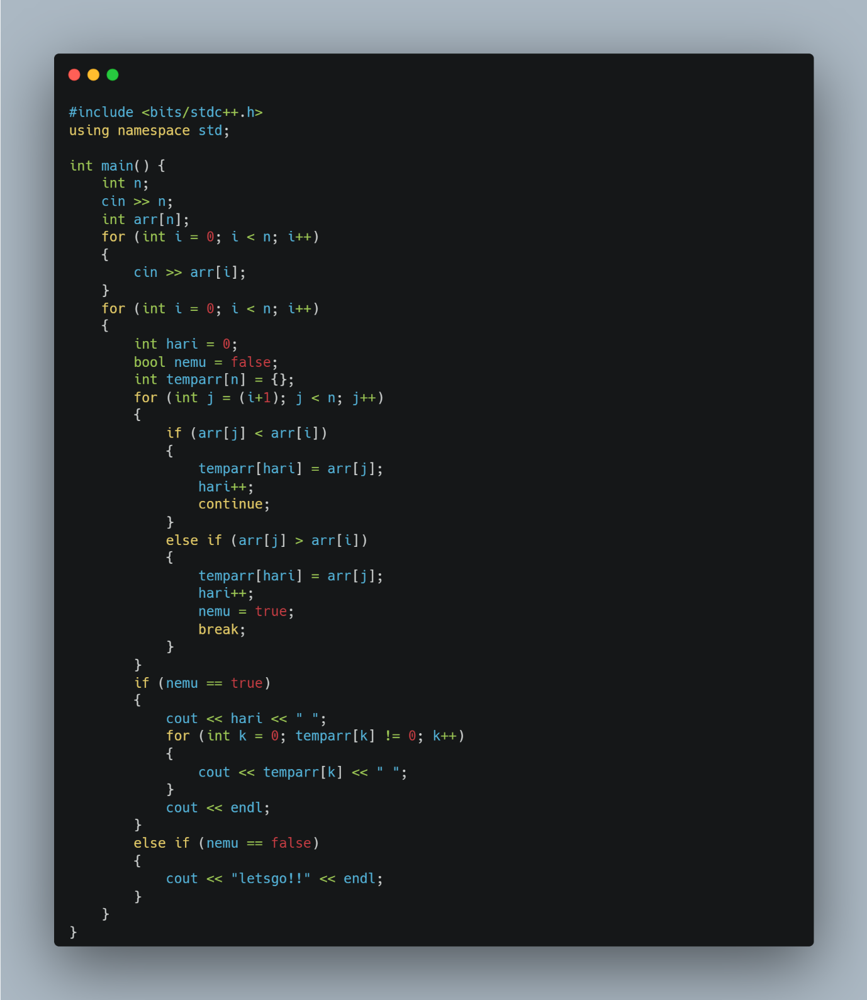 #include <bits/stdc++.h>
using namespace std;

int main() {
    int n;
    cin >> n;
    int arr[n];
    for (int i = 0; i < n; i++)
    {
        cin >> arr[i];
    }
    for (int i = 0; i < n; i++)
    {
        int hari = 0;
        bool nemu = false;
        int temparr[n] = {};
        for (int j = (i+1); j < n; j++)
        {
            if (arr[j] < arr[i])
            {
                temparr[hari] = arr[j];
                hari++;
                continue;
            }
            else if (arr[j] > arr[i])
            {
                temparr[hari] = arr[j];
                hari++;
                nemu = true;
                break;
            }
        }
        if (nemu == true)
        {
            cout << hari << " ";
            for (int k = 0; temparr[k] != 0; k++)
            {
                cout << temparr[k] << " ";
            }
            cout << endl;
        }
        else if (nemu == false)
        {
            cout << "letsgo!!" << endl;
        }
    }
}